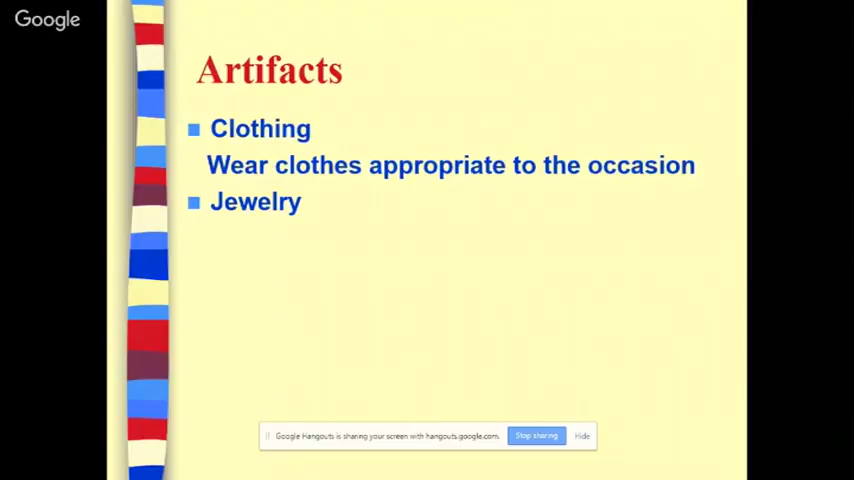 Google
Artifacts
Clothing
Wear clothes appropriate to the occasion
Jewelry
Google Hangouts is sharing your screen with hangouts.google.com.
Stop sharing
Hide